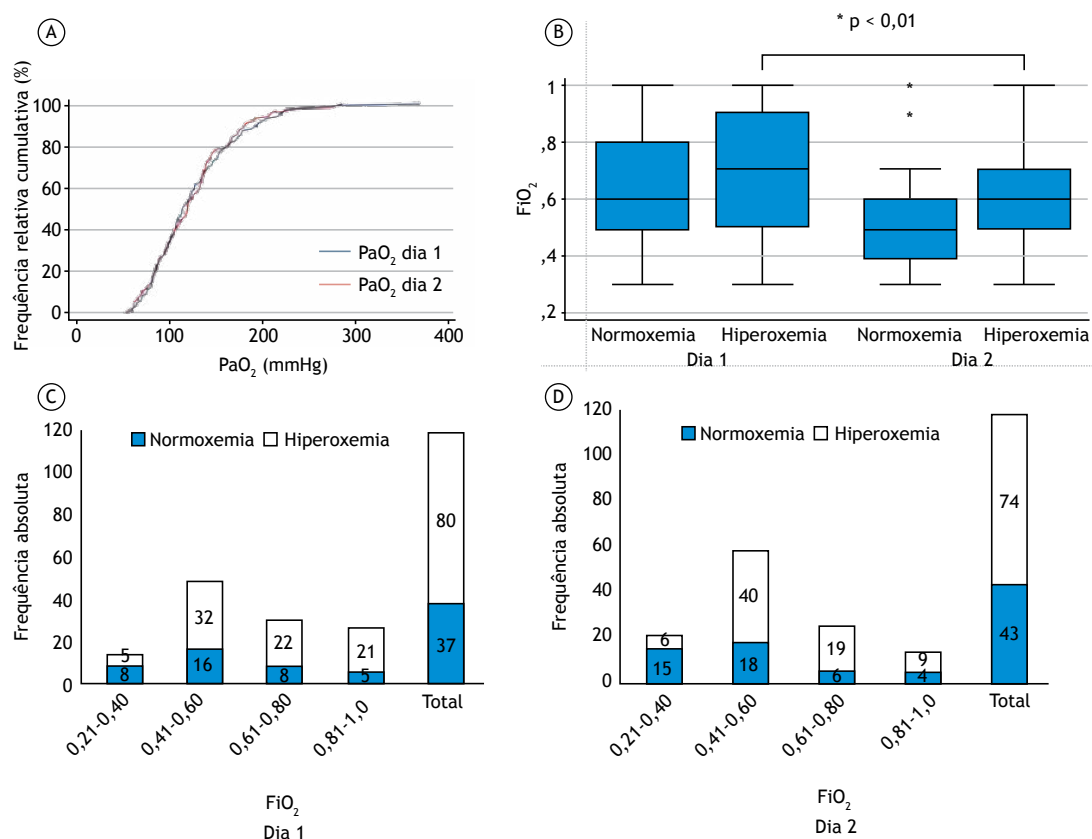 A
Frequência relativa cumulativa (%)
100
80
60
40
20
0
PaO2 dia 1
PaO2 dia 2
0 100 200 300 400
PaO2 (mmHg)
B
* p < 0,01
FiO2
1
,8
,6
,4
,2
*
*
Normoxemia Hiperoxemia Normoxemia Hiperoxemia
Dia 1 Dia 2
C
Frequência absoluta
120
100
80
60
40
20
0
Normoxemia Hiperoxemia
5
8
32
16
22
8
21
5
80
37
0,21-0,40 0,41-0,60 0,61-0,80 0,81-1,0 Total
FiO2
Dia 1
D
Frequência absoluta
120
100
80
60
40
20
0
Normoxemia Hiperoxemia
6
15
40
18
19
6
9
4
74
43
0,21-0,40 0,41-0,60 0,61-0,80 0,81-1,0 Total
FiO2
Dia 2